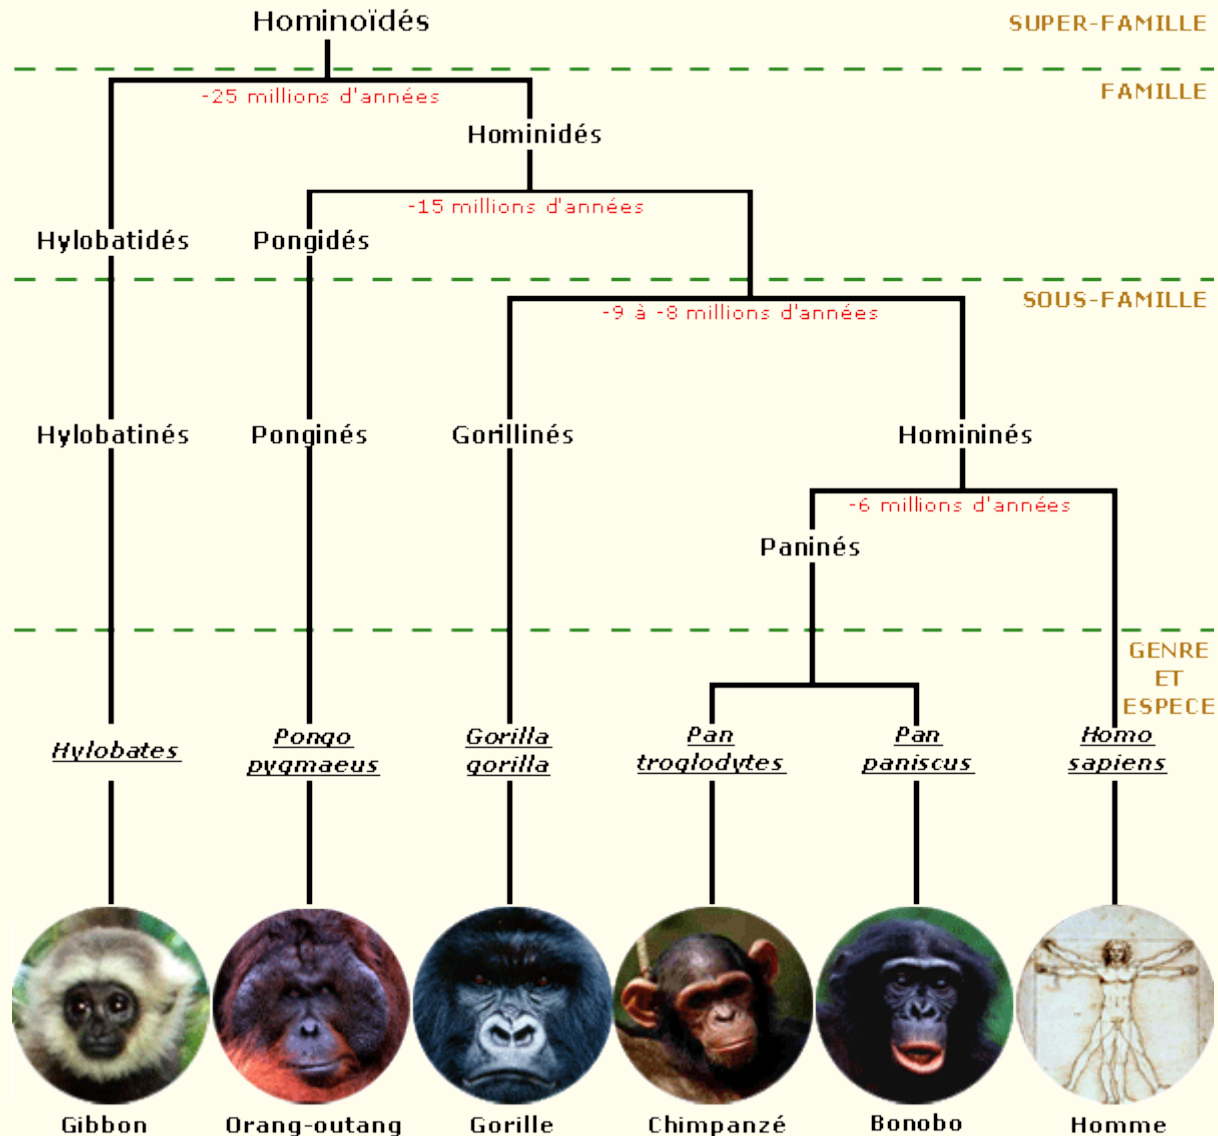 Hominoïdés
SUPER-FAMILLE
FAMILLE
-25 millions d'années
Hominidés
-15 millions d'années
Hylobatidés
Pongidés
SOUS-FAMILLE
-9 à -8 millions d'années
Hylobatinés
Ponginés
Gorillinés
Homininés
-6 millions d'années
Paninés
GENRE
ET
ESPECE
Hylobates
Pongo
pygmaeus
Gorilla
gorilla
Pan
troglodytes
Pan
paniscus
Homo
sapiens
Gibbon
Orang-outang
Gorille
Chimpanzé
Bonobo
Homme